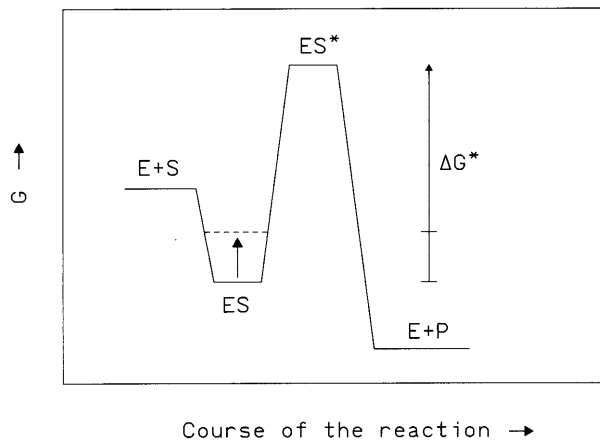 ES*
E+S
ΔG*
G →
ES
E+P
Course of the reaction →